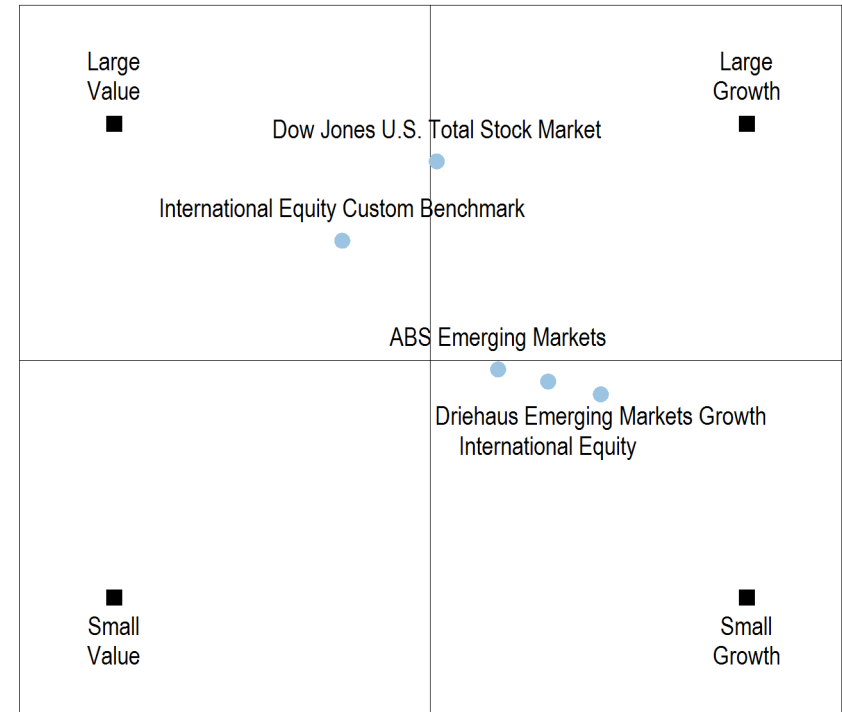 Large
Value
Large
Growth
Dow Jones U.S. Total Stock Market
International Equity Custom Benchmark
ABS Emerging Markets
Driehaus Emerging Markets Growth
International Equity
Small
Value
Small
Growth